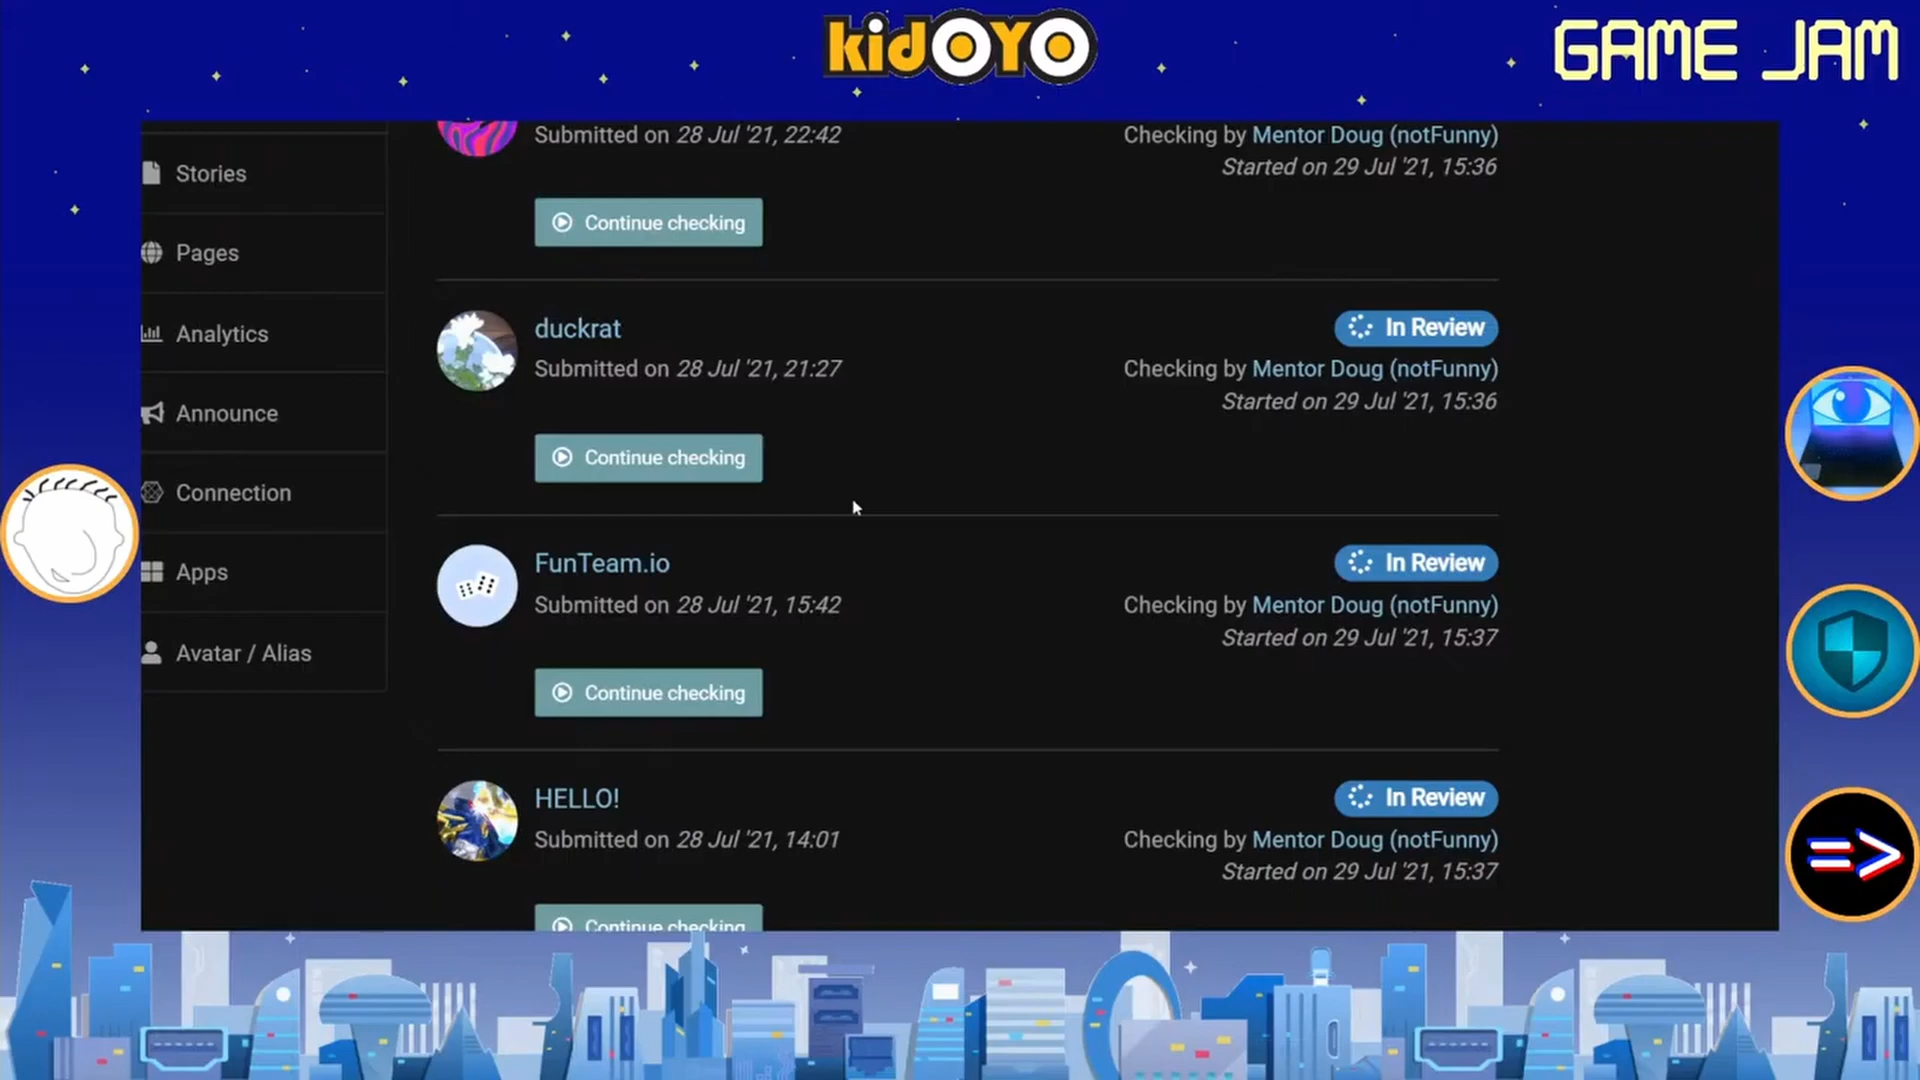 kidOYO
GAME JAM
Stories
Pages
Analytics
Announce
Connection
Apps
Avatar / Alias
Submitted on 28 Jul '21, 22:42
Checking by Mentor Doug (notFunny)
Started on 29 Jul '21, 15:36
Continue checking
duckrat
In Review
Submitted on 28 Jul '21, 21:27
Checking by Mentor Doug (notFunny)
Started on 29 Jul '21, 15:36
Continue checking
FunTeam.io
In Review
Submitted on 28 Jul '21, 15:42
Checking by Mentor Doug (notFunny)
Started on 29 Jul '21, 15:37
Continue checking
HELLO!
In Review
Submitted on 28 Jul '21, 14:01
Checking by Mentor Doug (notFunny)
Started on 29 Jul '21, 15:37
Continue checking
=>